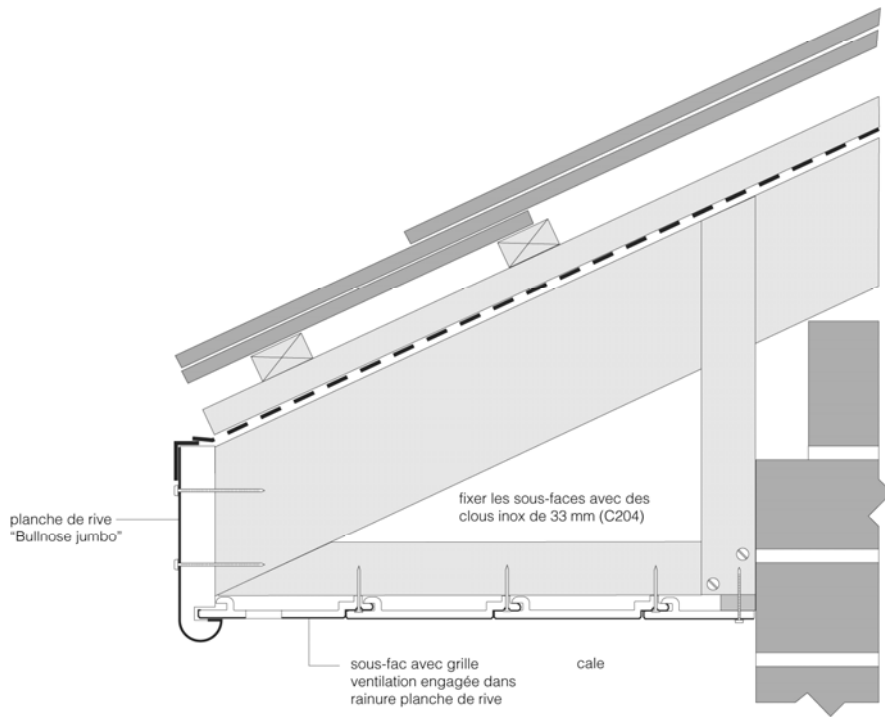 fixer les sous-faces avec des
clous inox de 33 mm (C204)
planche de rive
“Bullnose jumbo”
sous-fac avec grille
ventilation engagée dans
rainure planche de rive
cale